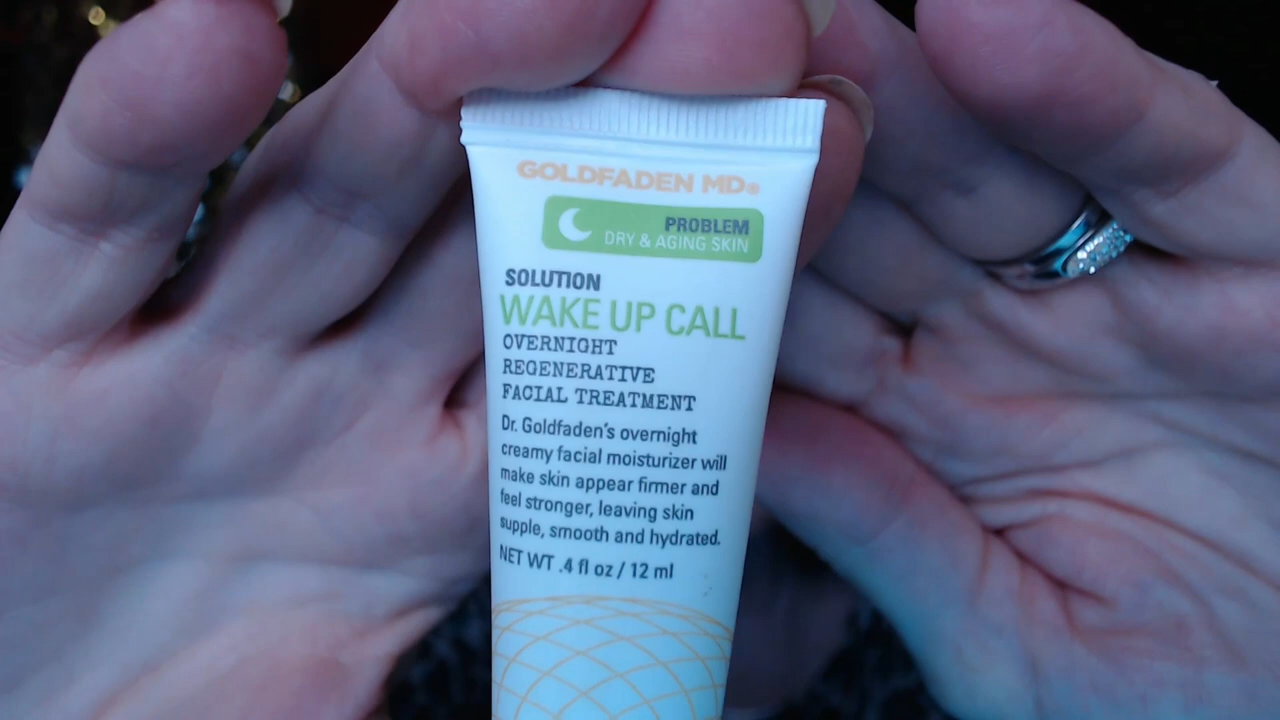 GOLDFADEN MD®
PROBLEM
DRY & AGING SKIN
SOLUTION
WAKE UP CALL
OVERNIGHT
REGENERATIVE
FACIAL TREATMENT
Dr. Goldfaden's overnight
creamy facial moisturizer will
make skin appear firmer and
feel stronger, leaving skin
supple, smooth and hydrated.
NET WT .4 fl oz / 12 ml